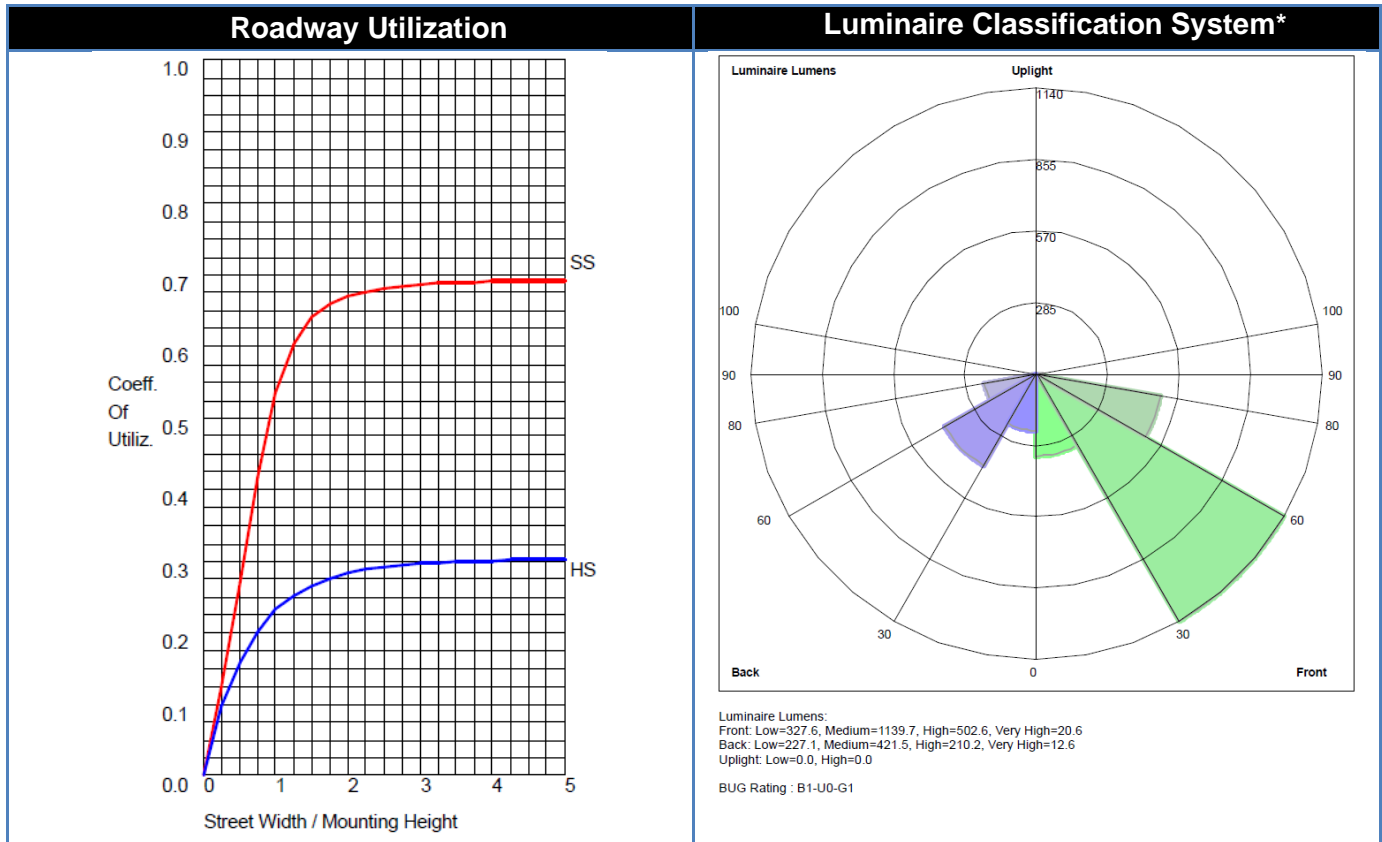 Roadway Utilization
1.0
0.9
0.8
0.7
0.6
0.5
0.4
0.3
0.2
0.1
0.0
Coeff.
Of
Utiliz.
SS
HS
0 1 2 3 4 5
Street Width / Mounting Height
Luminaire Classification System*
Luminaire Lumens
Uplight
1140
855
570
285
100
100
90
90
80
80
60
60
30
30
0
Back
Front
Luminaire Lumens:
Front: Low=327.6, Medium=1139.7, High=502.6, Very High=20.6
Back: Low=227.1, Medium=421.5, High=210.2, Very High=12.6
Uplight: Low=0.0, High=0.0
BUG Rating : B1-U0-G1